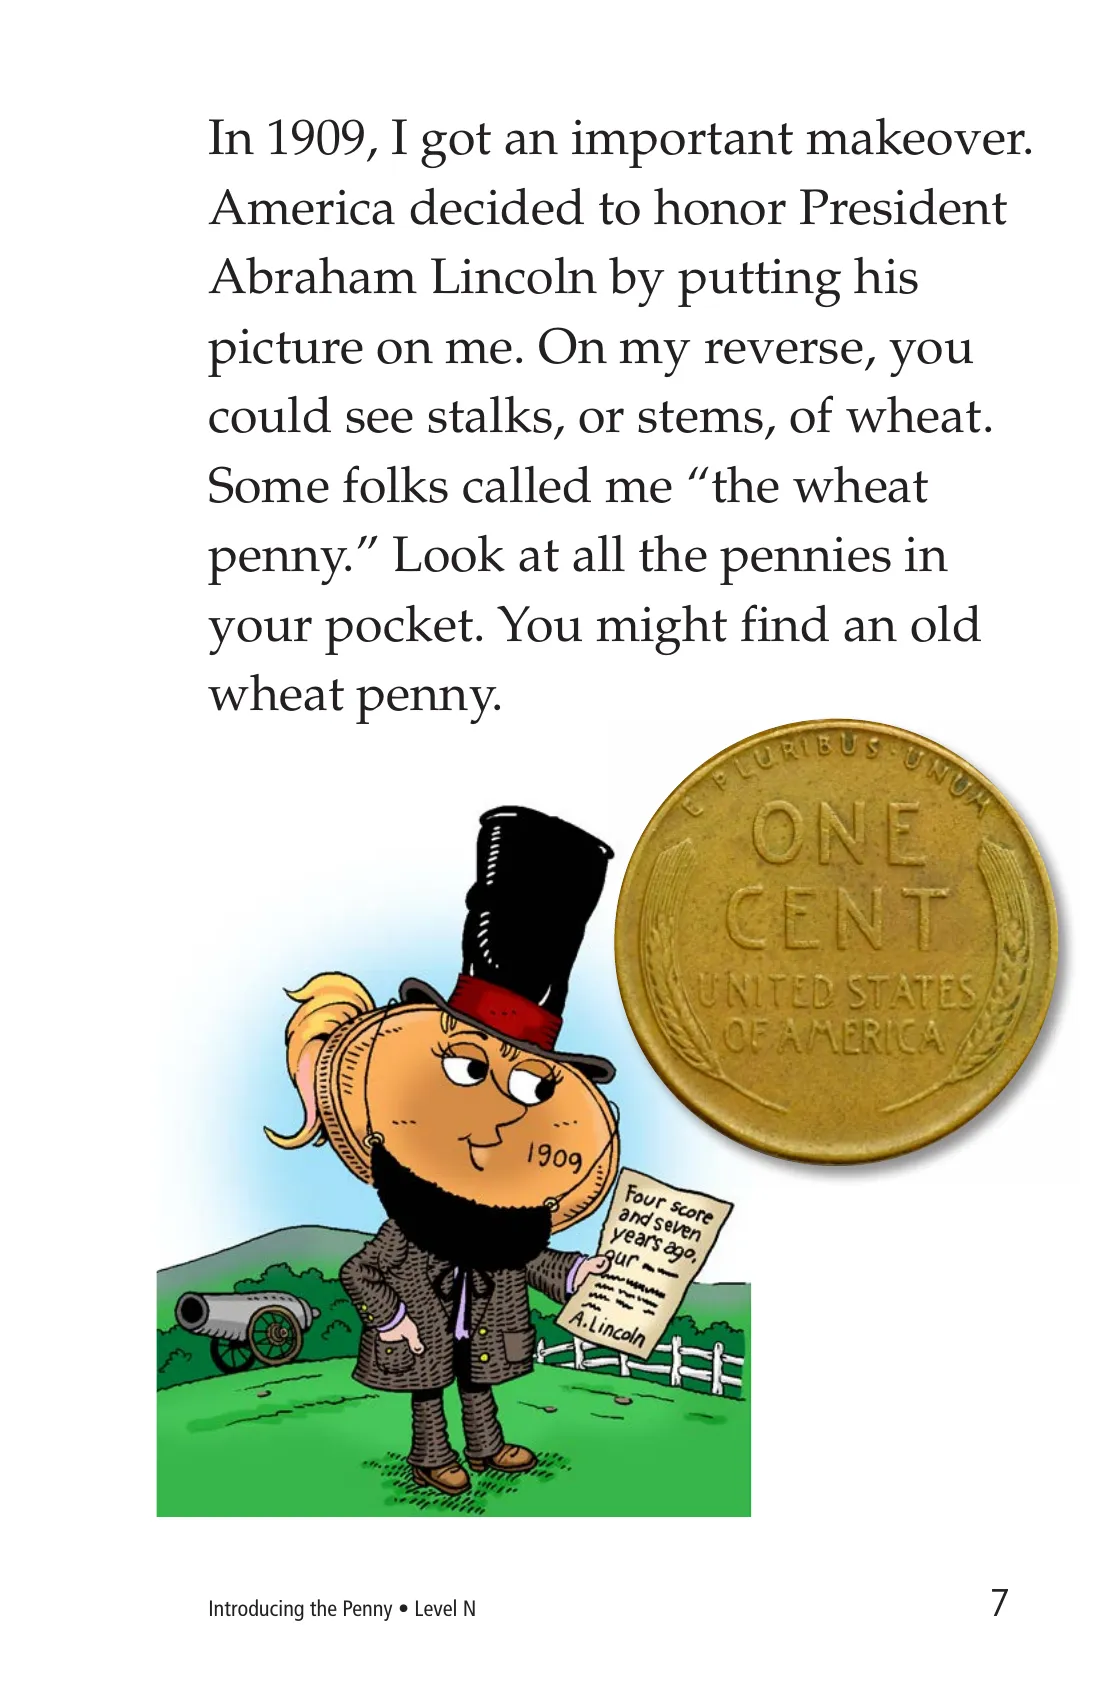 In 1909, I got an important makeover.
America decided to honor President
Abraham Lincoln by putting his
picture on me. On my reverse, you
could see stalks, or stems, of wheat.
Some folks called me “the wheat
penny.” Look at all the pennies in
your pocket. You might find an old
wheat penny.
E PLURIBUS · UNUM
ONE
CENT
UNITED STATES
OF AMERICA
1909
Four score
and seven
years ago,
our
A. Lincoln
Introducing the Penny • Level N
7